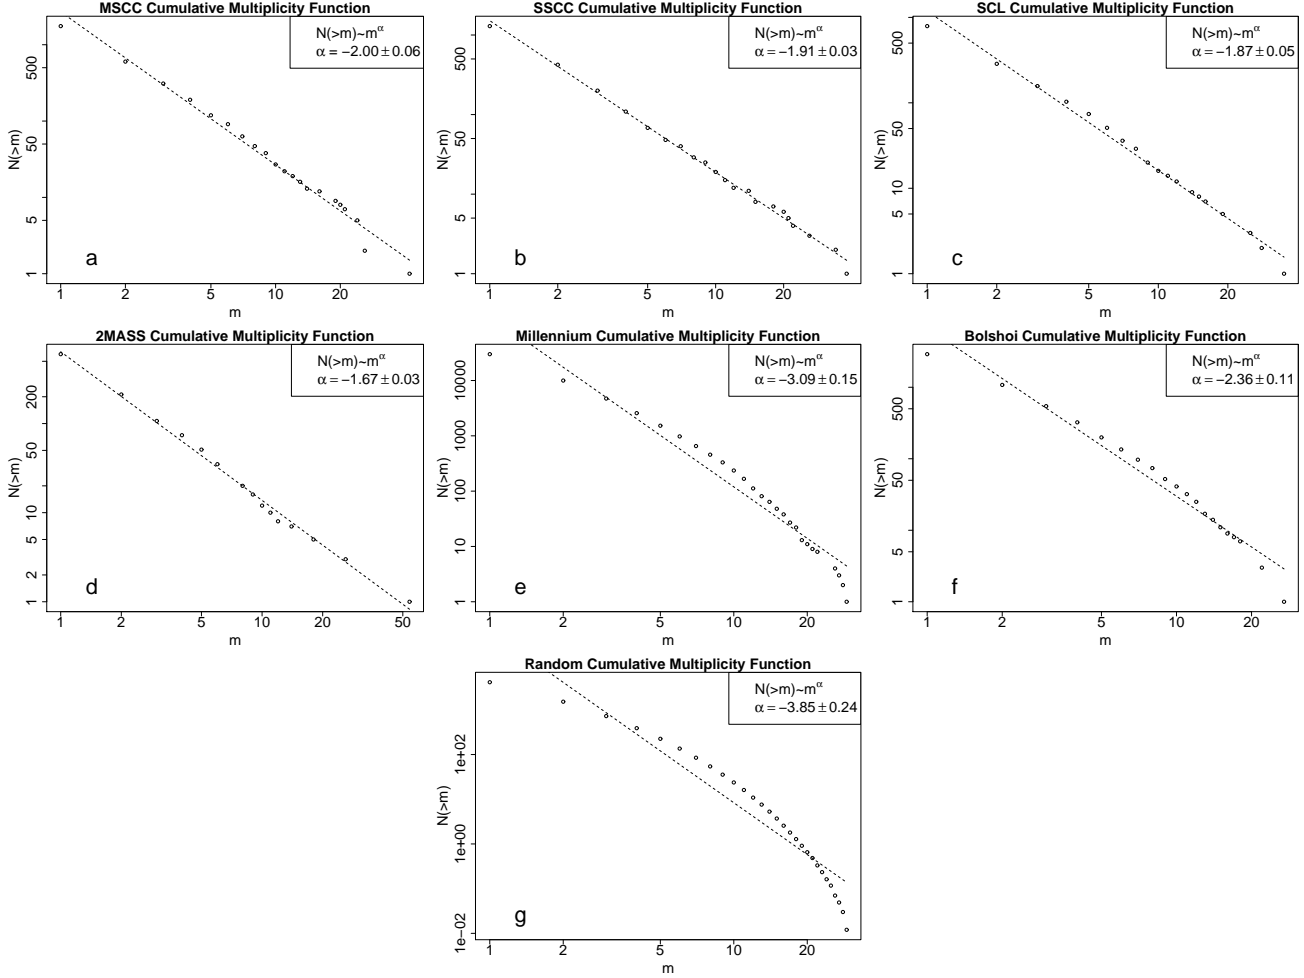 MSCC Cumulative Multiplicity Function
N(>m)~m^α
α = −2.00±0.06
N(>m)
500
50
5
1
a
1 2 5 10 20
m
SSCC Cumulative Multiplicity Function
N(>m)~m^α
α = −1.91±0.03
N(>m)
500
50
5
1
b
1 2 5 10 20
m
SCL Cumulative Multiplicity Function
N(>m)~m^α
α = −1.87±0.05
N(>m)
500
50
10
5
1
c
1 2 5 10 20
m
2MASS Cumulative Multiplicity Function
N(>m)~m^α
α = −1.67±0.03
N(>m)
200
50
10
5
2
1
d
1 2 5 10 20 50
m
Millennium Cumulative Multiplicity Function
N(>m)~m^α
α = −3.09±0.15
N(>m)
10000
1000
100
10
1
e
1 2 5 10 20
m
Bolshoi Cumulative Multiplicity Function
N(>m)~m^α
α = −2.36±0.11
N(>m)
500
50
5
1
f
1 2 5 10 20
m
Random Cumulative Multiplicity Function
N(>m)~m^α
α = −3.85±0.24
N(>m)
1e+02
1e+00
1e−02
g
1 2 5 10 20
m